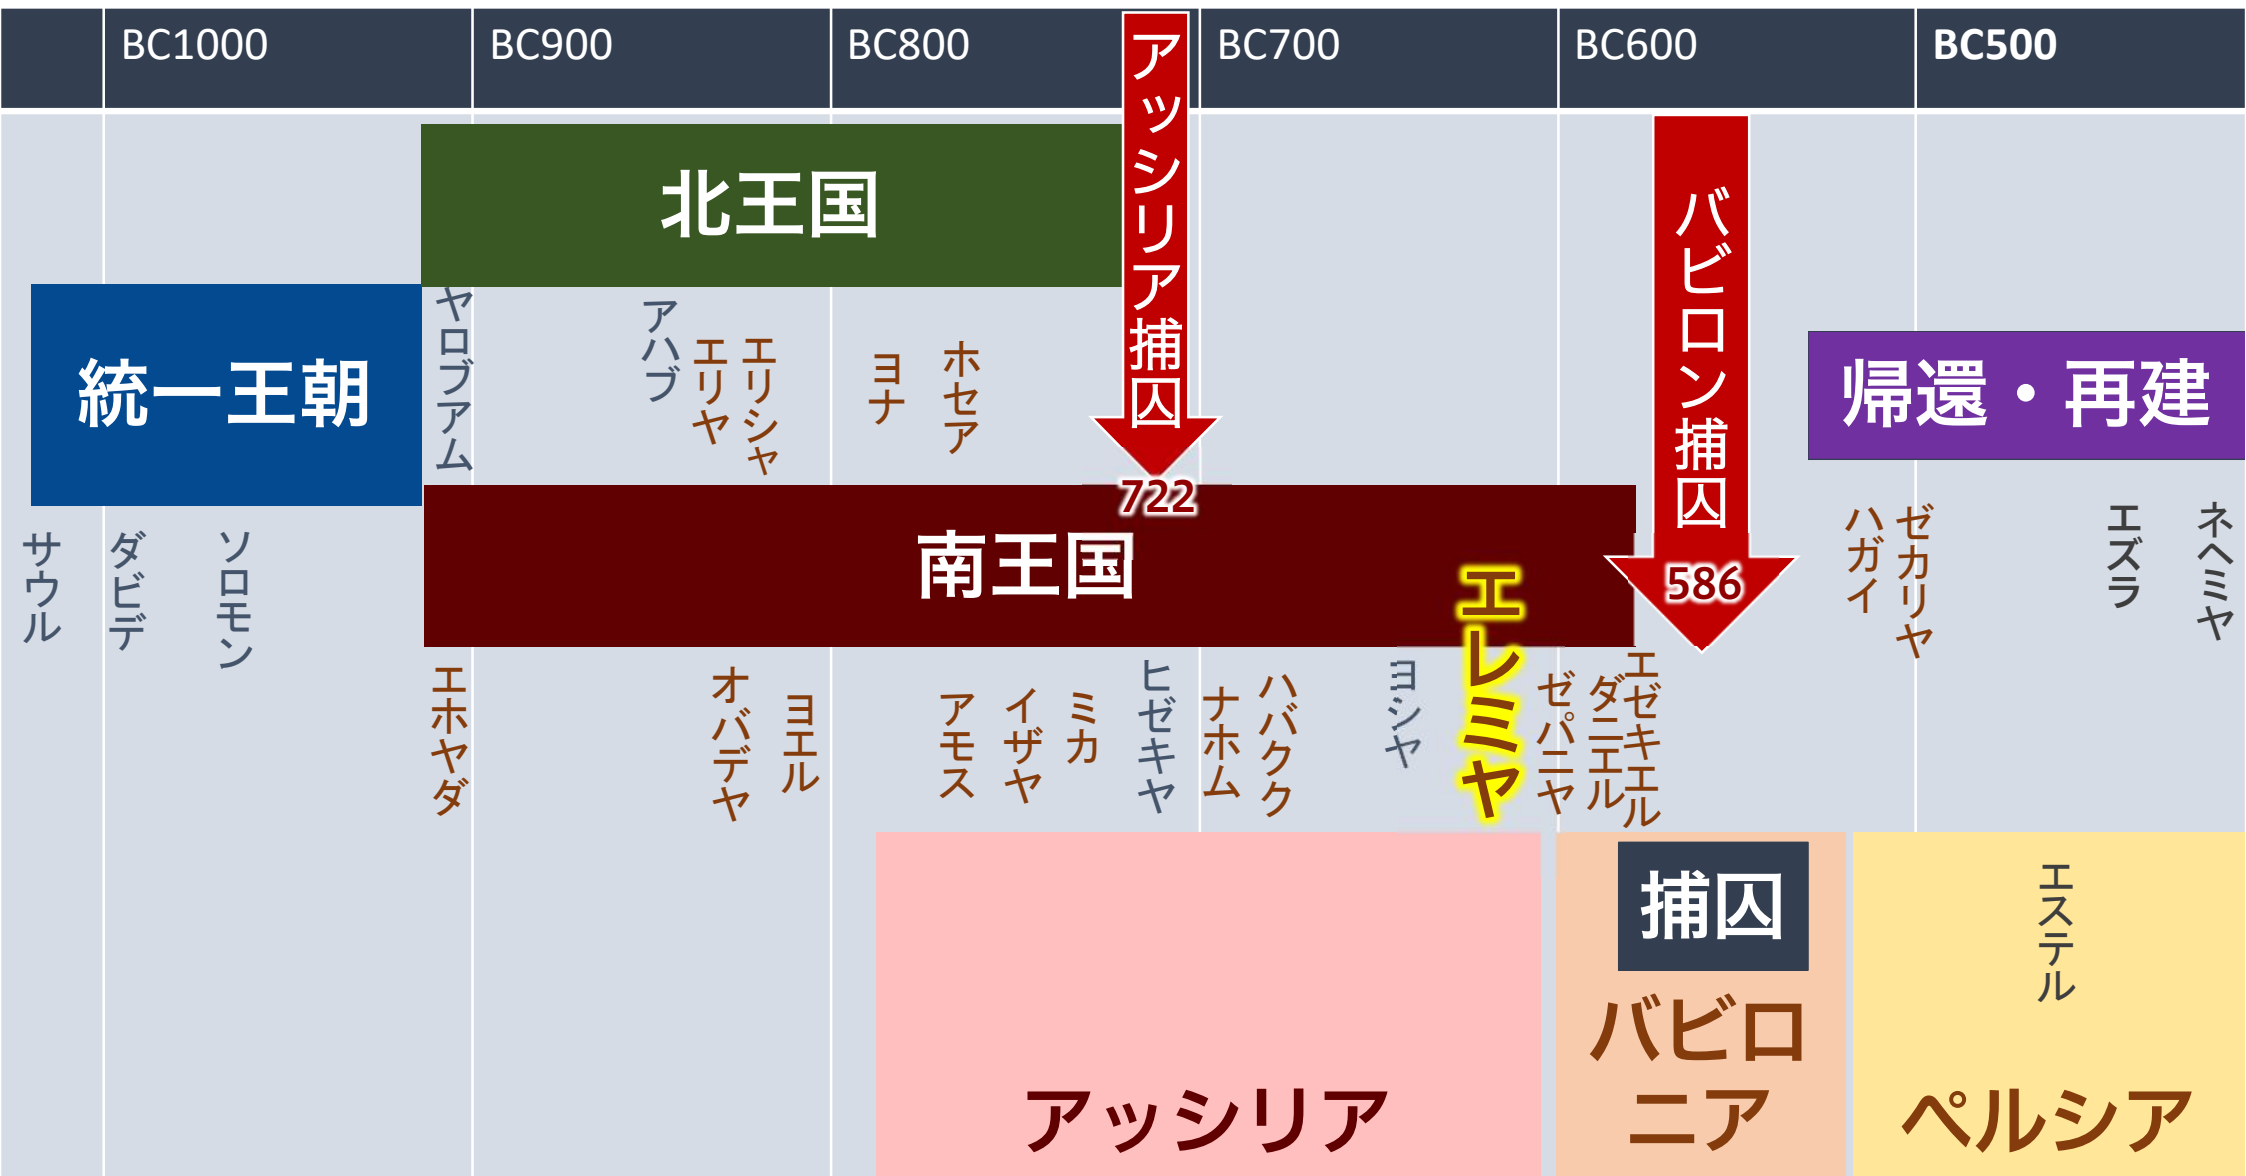 BC1000
BC900
BC800
BC700
BC600
BC500
アッシリア捕囚
722
バビロン捕囚
586
北王国
統一王朝
南王国
帰還・再建
ヤロブアム
アハブ
エリヤ
エリシャ
ヨナ
ホセア
サウル
ダビデ
ソロモン
エホヤダ
オバデヤ
ヨエル
アモス
イザヤ
ミカ
ヒゼキヤ
ナホム
ハバクク
ヨシヤ
エレミヤ
ゼパニヤ
ダニエル
エゼキエル
ハガイ
ゼカリヤ
エズラ
ネヘミヤ
アッシリア
捕囚
バビロ
ニア
エステル
ペルシア